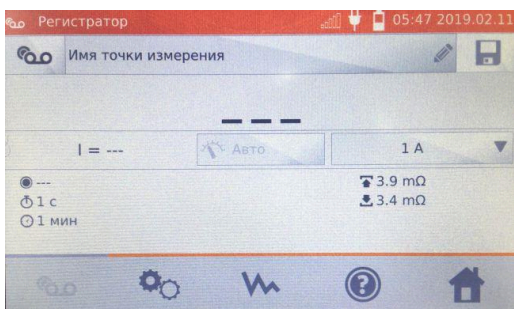 Регистратор 05:47 2019.02.11
Имя точки измерения
---
I = --- Авто 1 A
---
3.9 mΩ
1 с
3.4 mΩ
1 мин
?